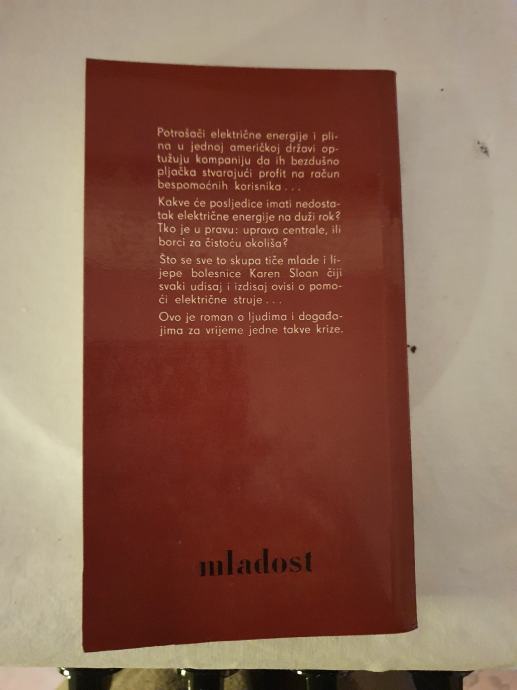 Potrošači električne energije i pli-
na u jednoj američkoj državi op-
tužuju kompaniju da ih bezdušno
pljačka stvarajući profit na račun
bespomoćnih korisnika...
Kakve će posljedice imati nedosta-
tak električne energije na duži rok?
Tko je u pravu: uprava centrale, ili
borci za čistoću okoliša?
Što se sve to skupa tiče mlade i li-
jepe bolesnice Karen Sloan čiji
svaki udisaj i izdisaj ovisi o pomo-
ći električne struje...
Ovo je roman o ljudima i događa-
jima za vrijeme jedne takve krize.
mladost